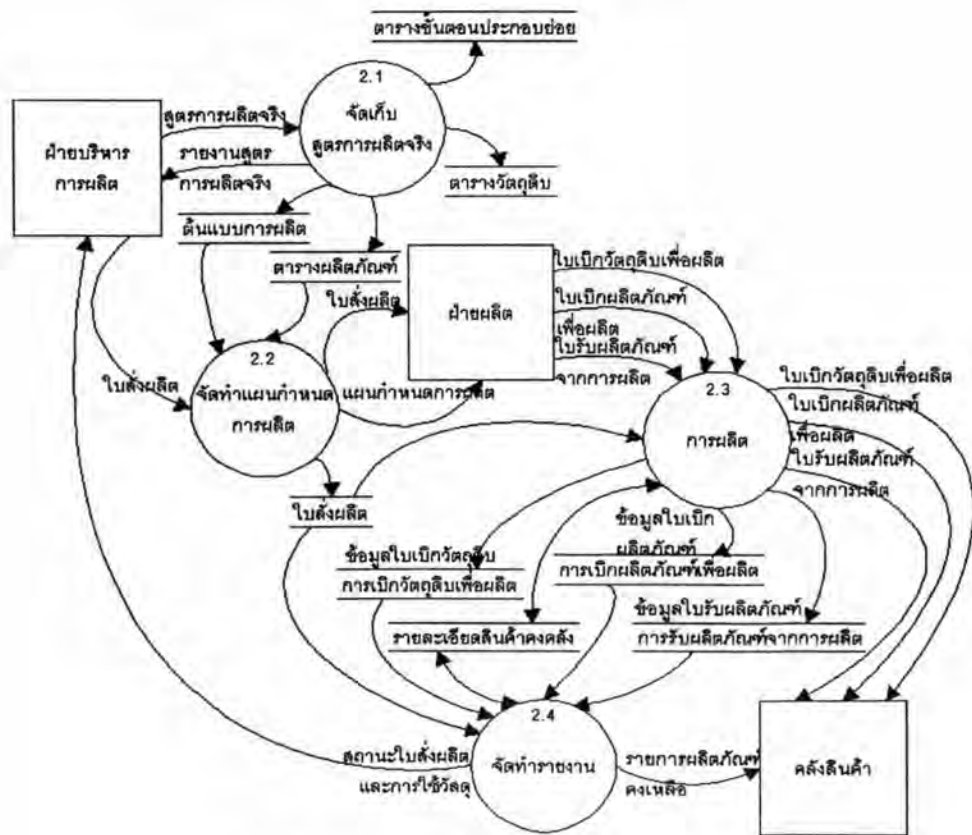 ตารางขั้นตอนประกอบย่อย
2.1
จัดเก็บ
สูตรการผลิตจริง
สูตรการผลิตจริง
ฝ่ายบริหาร
การผลิต
รายงานสูตร
การผลิตจริง
ตารางวัตถุดิบ
ต้นแบบการผลิต
ตารางผลิตภัณฑ์
ใบสั่งผลิต
ฝ่ายผลิต
ใบเบิกวัตถุดิบเพื่อผลิต
ใบเบิกผลิตภัณฑ์
เพื่อผลิต
ใบรับผลิตภัณฑ์
จากการผลิต
2.2
จัดทำแผนกำหนด
การผลิต
ใบสั่งผลิต
แผนกำหนดการผลิต
2.3
การผลิต
ใบเบิกวัตถุดิบเพื่อผลิต
ใบเบิกผลิตภัณฑ์
เพื่อผลิต
ใบรับผลิตภัณฑ์
จากการผลิต
ใบสั่งผลิต
ข้อมูลใบเบิกวัตถุดิบ
การเบิกวัตถุดิบเพื่อผลิต
ข้อมูลใบเบิก
ผลิตภัณฑ์
การเบิกผลิตภัณฑ์เพื่อผลิต
ข้อมูลใบรับผลิตภัณฑ์
การรับผลิตภัณฑ์จากการผลิต
รายละเอียดสินค้าคงคลัง
2.4
จัดทำรายงาน
สถานะใบสั่งผลิต
และการใช้วัสดุ
รายการผลิตภัณฑ์
คงเหลือ
คลังสินค้า